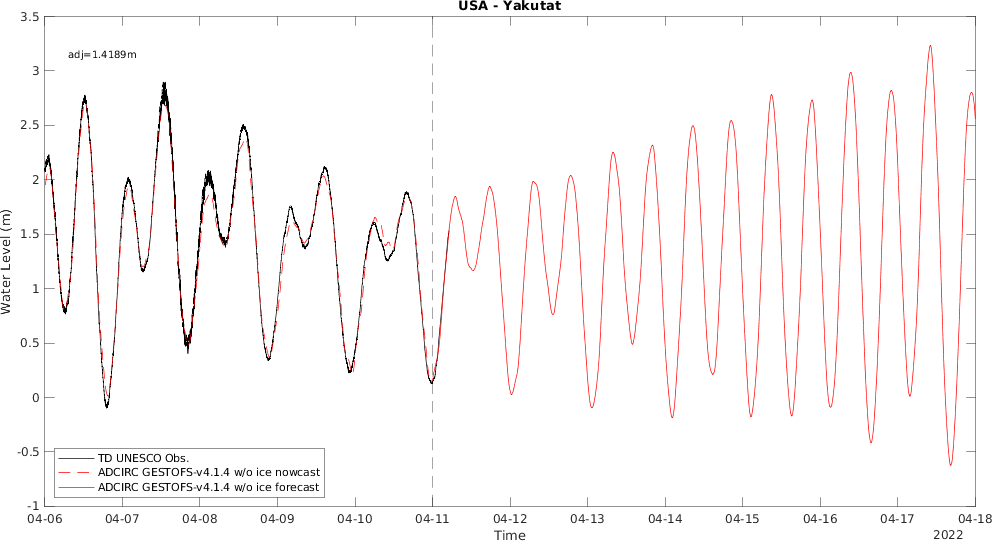 USA - Yakutat
adj=1.4189m
3.5
3
2.5
2
1.5
1
0.5
0
-0.5
-1
Water Level (m)
TD UNESCO Obs.
ADCIRC GESTOFS-v4.1.4 w/o ice nowcast
ADCIRC GESTOFS-v4.1.4 w/o ice forecast
04-06 04-07 04-08 04-09 04-10 04-11 04-12 04-13 04-14 04-15 04-16 04-17 04-18
Time
2022